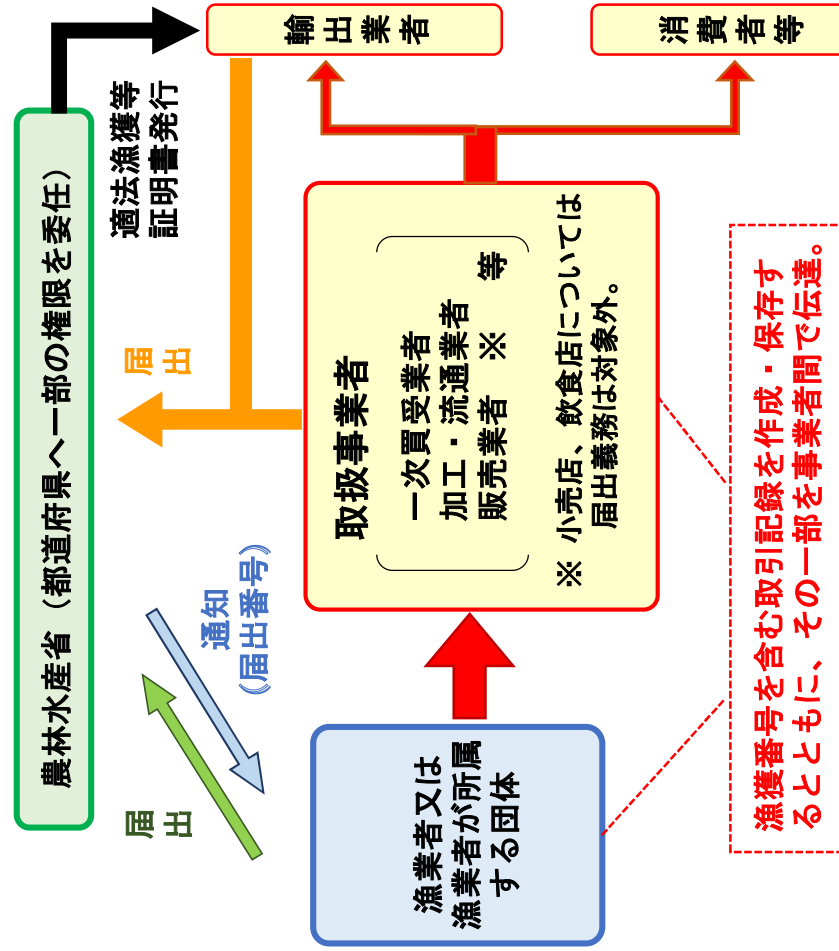 農林水産省（都道府県へ一部の権限を委任）
届
出
通知
（届出番号）
届
出
適法漁獲等
証明書発行
漁業者又は
漁業者が所属
する団体
取扱事業者
一次買受業者
加工・流通業者
販売業者　※　等
※ 小売店、飲食店については
届出義務は対象外。
輸出業者
消費者等
漁獲番号を含む取引記録を作成・保存す
るとともに、その一部を事業者間で伝達。